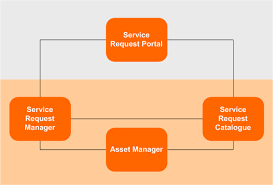 Service
Request Portal
Service
Request
Manager
Service
Request
Catalogue
Asset Manager